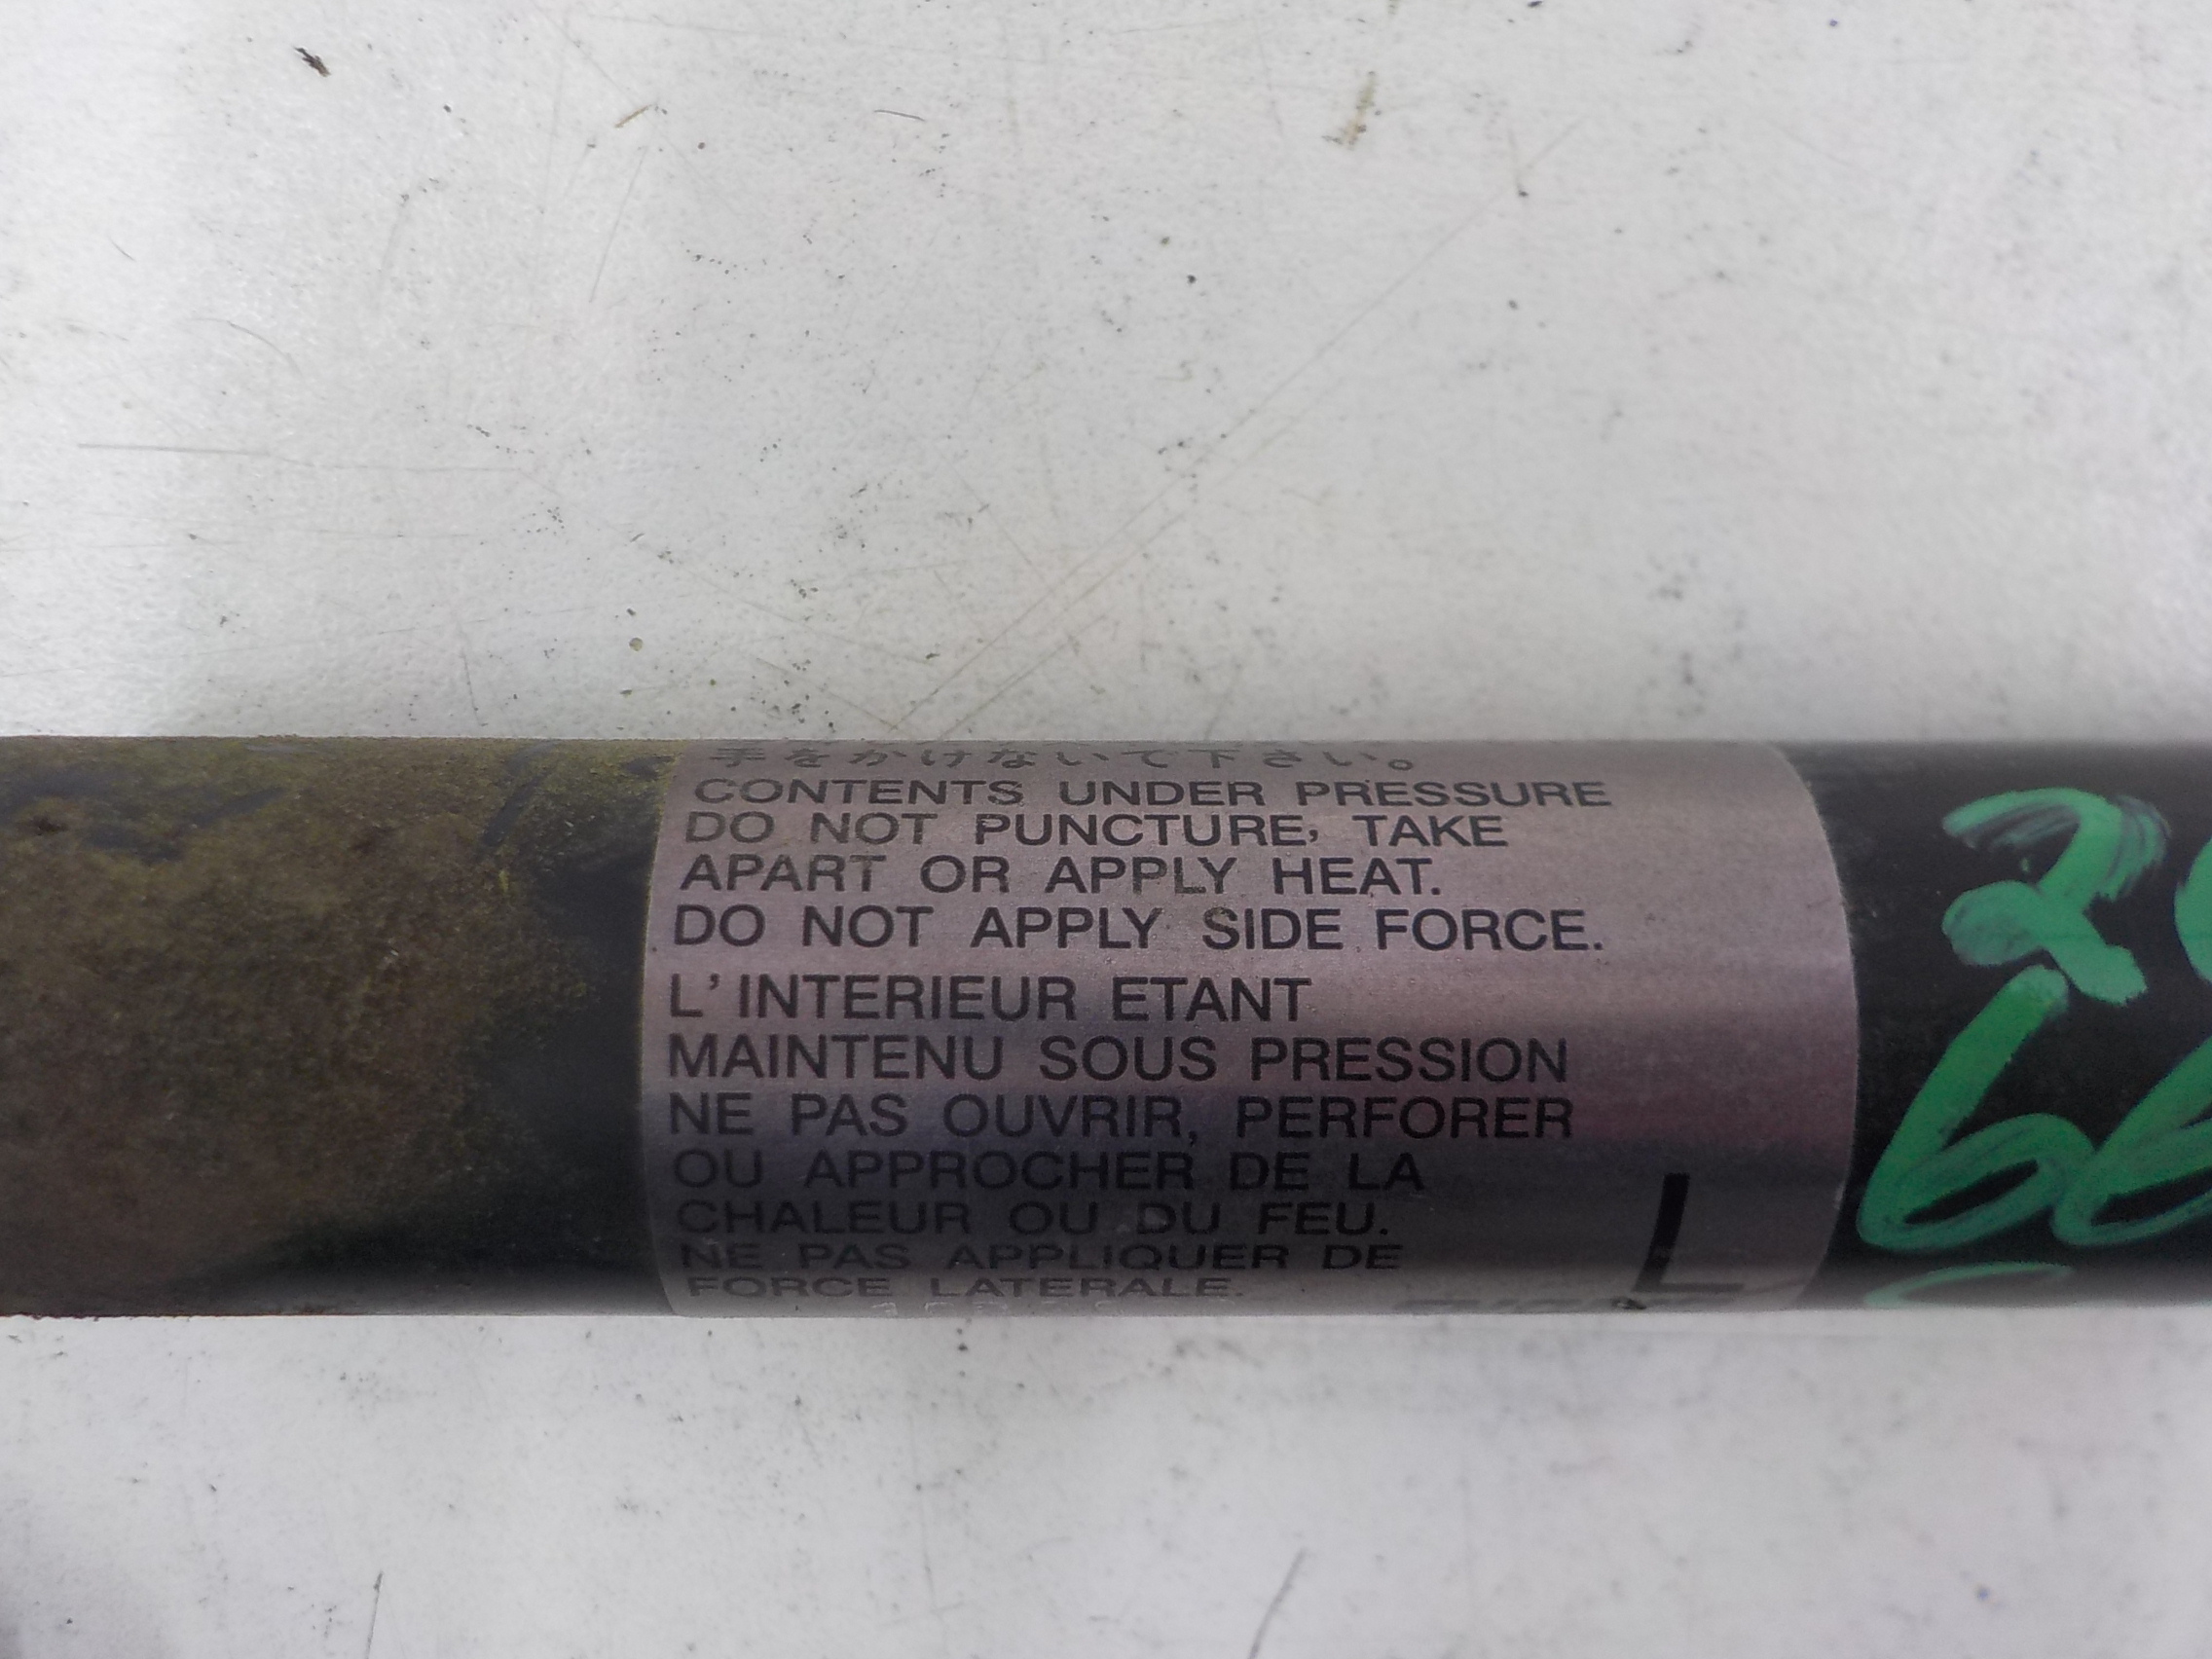 手をかけないで下さい。
CONTENTS UNDER PRESSURE
DO NOT PUNCTURE, TAKE
APART OR APPLY HEAT.
DO NOT APPLY SIDE FORCE.
L'INTERIEUR ETANT
MAINTENU SOUS PRESSION
NE PAS OUVRIR, PERFORER
OU APPROCHER DE LA
CHALEUR OU DU FEU.
NE PAS APPLIQUER DE
FORCE LATERALE.
L